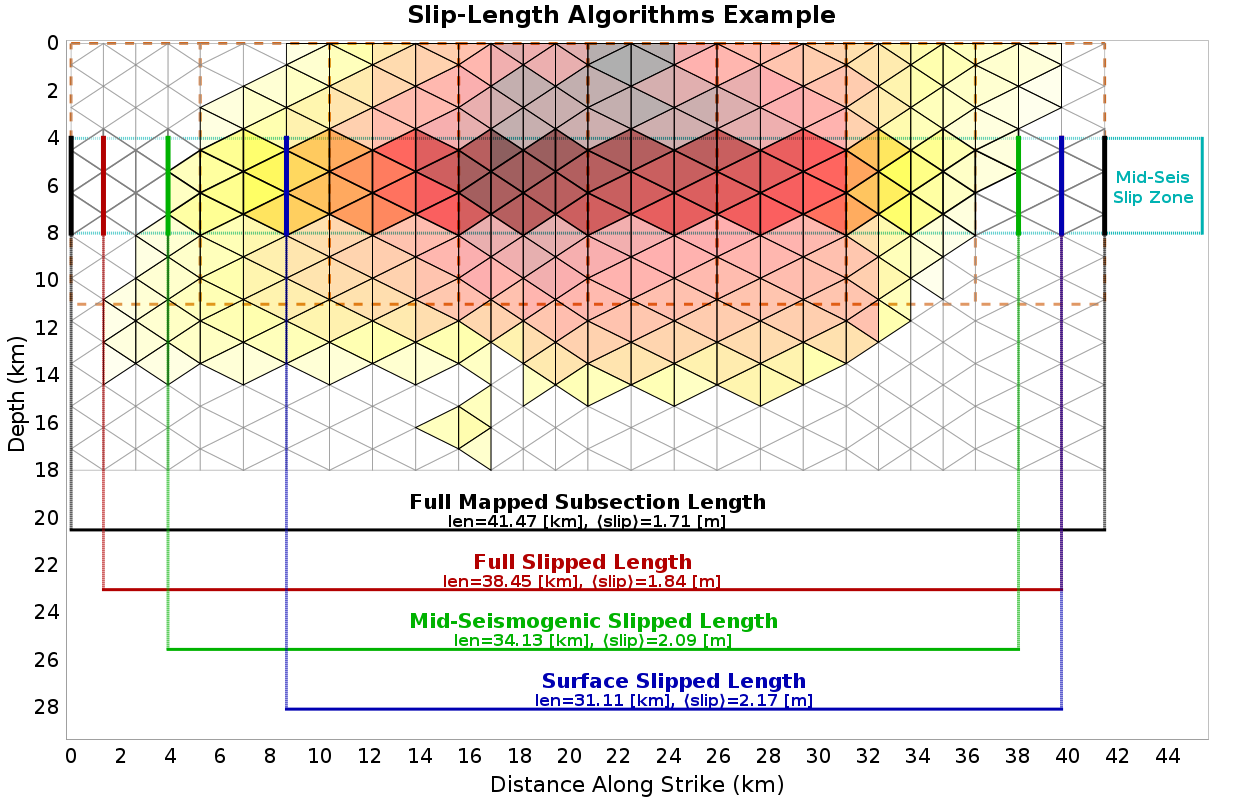 Slip-Length Algorithms Example
0
2
4
6
8
10
12
14
16
18
20
22
24
26
28
Depth (km)
Mid-Seis
Slip Zone
Full Mapped Subsection Length
len=41.47 [km], ⟨slip⟩=1.71 [m]
Full Slipped Length
len=38.45 [km], ⟨slip⟩=1.84 [m]
Mid-Seismogenic Slipped Length
len=34.13 [km], ⟨slip⟩=2.09 [m]
Surface Slipped Length
len=31.11 [km], ⟨slip⟩=2.17 [m]
0 2 4 6 8 10 12 14 16 18 20 22 24 26 28 30 32 34 36 38 40 42 44
Distance Along Strike (km)